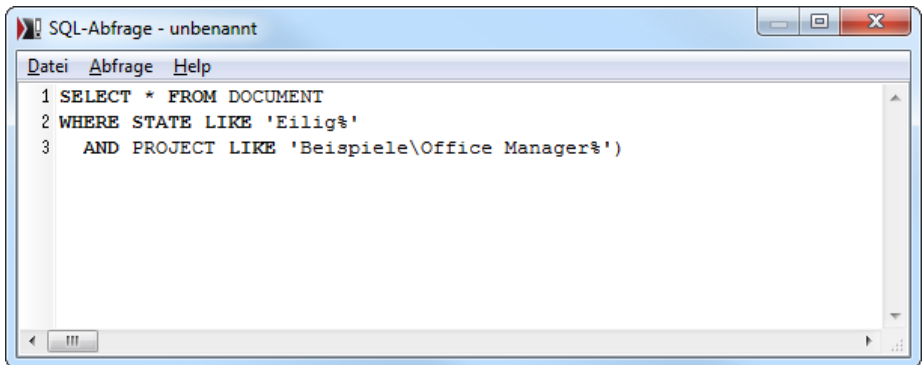 SQL-Abfrage - unbenannt
Datei Abfrage Help
1 SELECT * FROM DOCUMENT
2 WHERE STATE LIKE 'Eilig%'
3 AND PROJECT LIKE 'Beispiele\Office Manager%')